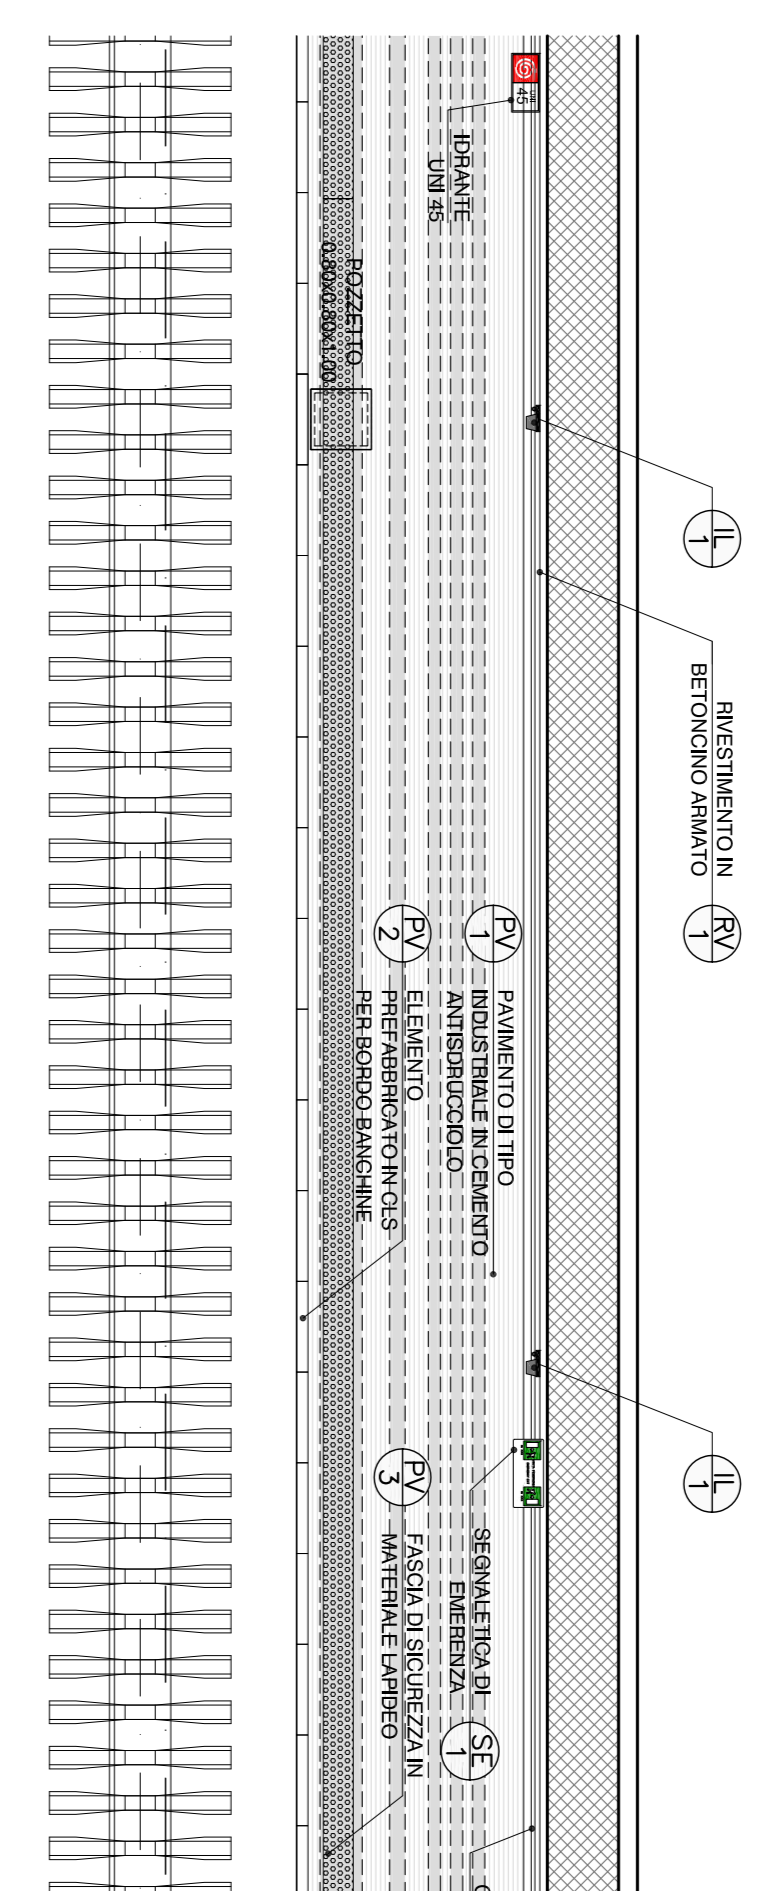 IDRANTE
UNI 45
UNI
45
POZZETTO
0.80x0.80x1.00
IL
1
RIVESTIMENTO IN
BETONCINO ARMATO
RV
1
PV
1
PAVIMENTO DI TIPO
INDUSTRIALE IN CEMENTO
ANTISDRUCCIOLO
PV
2
ELEMENTO
PREFABBRICATO IN CLS
PER BORDO BANCHINE
IL
1
SEGNALETICA DI
EMERENZA
SE
1
PV
3
FASCIA DI SICUREZZA IN
MATERIALE LAPIDEO